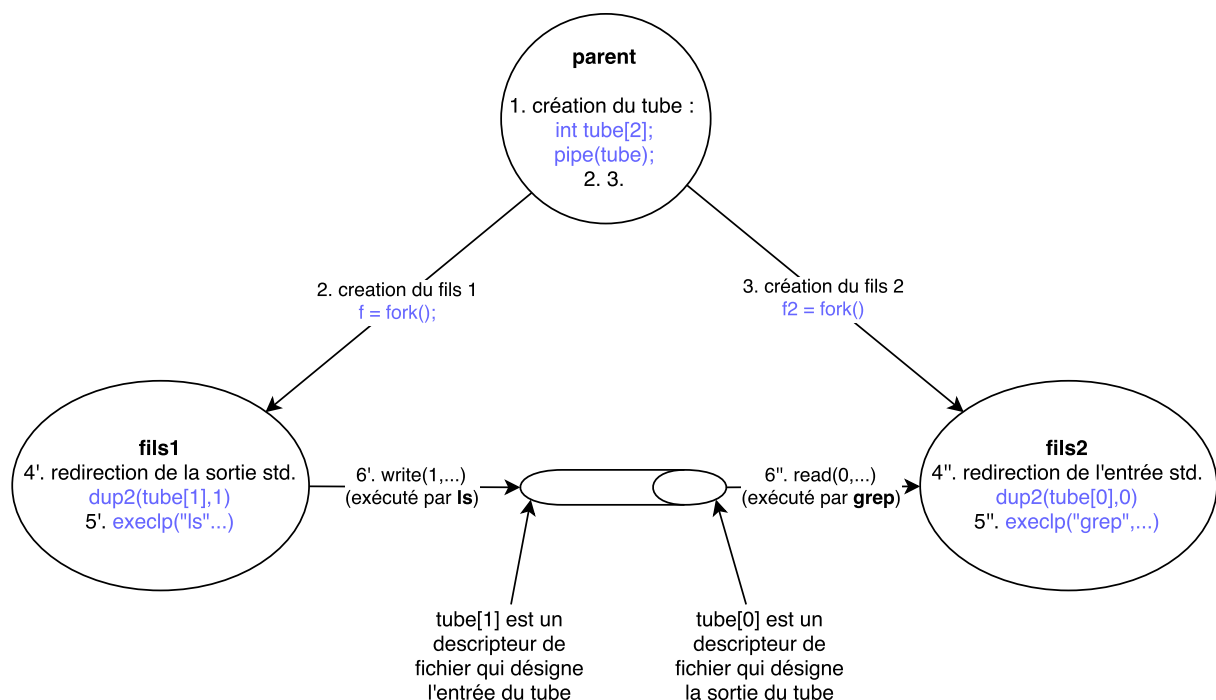 parent
1. création du tube :
int tube[2];
pipe(tube);
2. 3.
2. creation du fils 1
f = fork();
3. création du fils 2
f2 = fork()
fils1
4'. redirection de la sortie std.
dup2(tube[1],1)
5'. execlp("ls"...)
6'. write(1,...)
(exécuté par ls)
6''. read(0,...)
(exécuté par grep)
fils2
4''. redirection de l'entrée std.
dup2(tube[0],0)
5''. execlp("grep",...)
tube[1] est un
descripteur de
fichier qui désigne
l'entrée du tube
tube[0] est un
descripteur de
fichier qui désigne
la sortie du tube